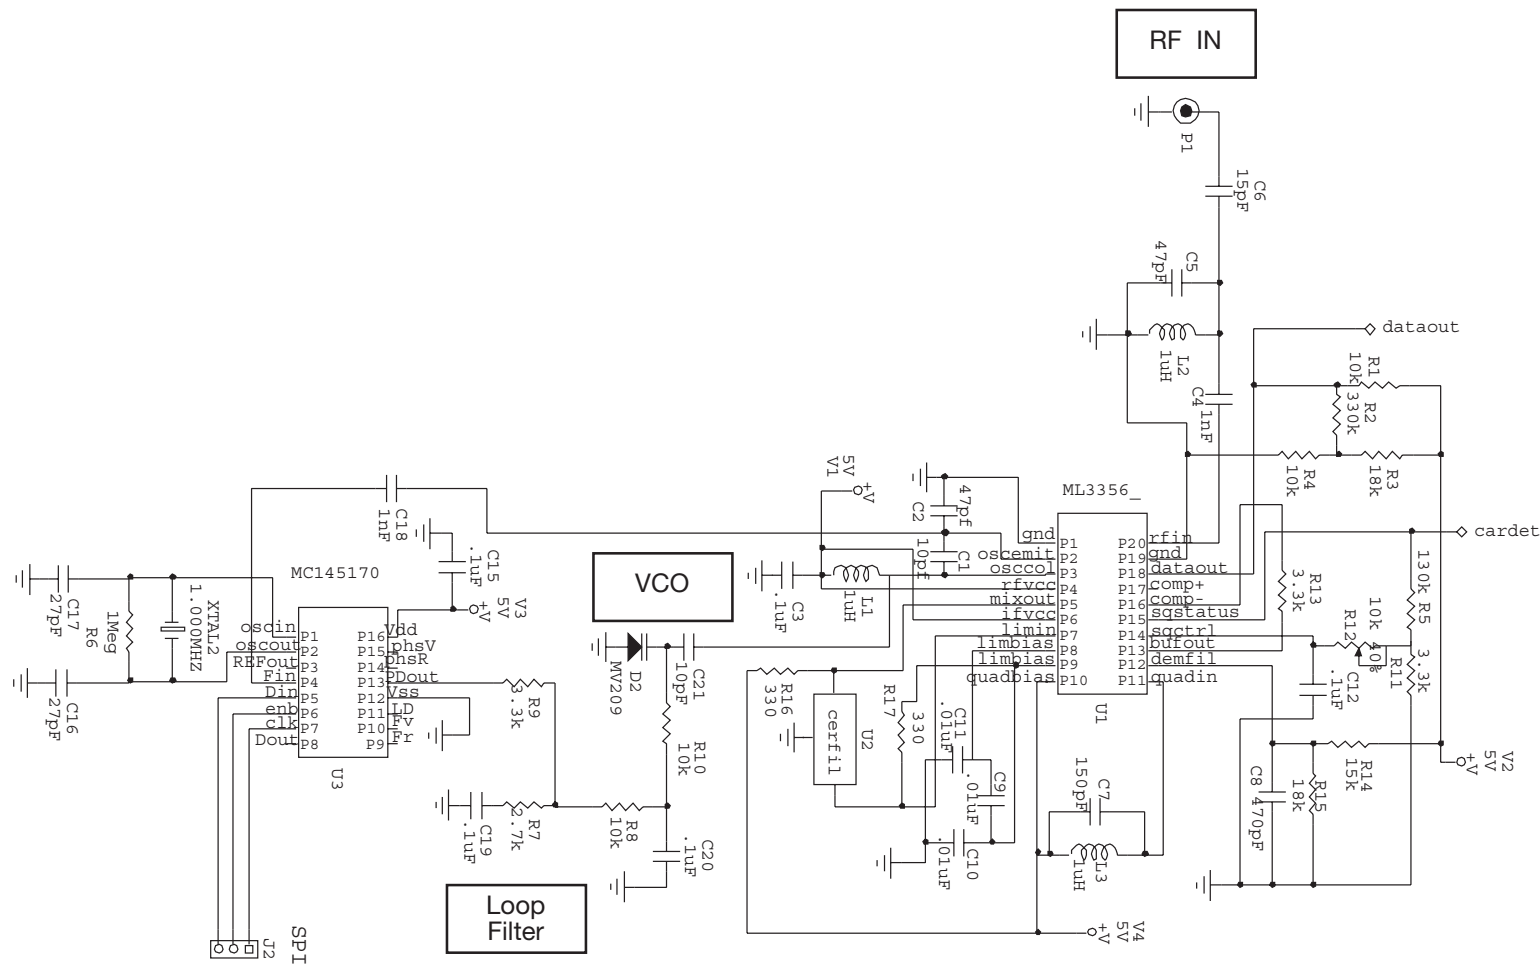 RF IN
P1
C6
15pF
C5
47pF
L2
1uH
C4
1nF
dataout
R1
10k
R2
330k
R4
10k
R3
18k
cardet
V1
5V
+V
C2
47pf
C1
10pf
C3
.1uF
L1
1uH
ML3356_
gnd
oscemit
osccol
rfvcc
mixout
ifvcc
limin
limbias
limbias
quadbias
P1
P2
P3
P4
P5
P6
P7
P8
P9
P10
P20
P19
P18
P17
P16
P15
P14
P13
P12
P11
rfin
gnd
dataout
comp+
comp-
sqstatus
sqctrl
bufout
demfil
quadin
U1
R13
3.3k
130k
R5
R12
10k
40%
R11
3.3k
C12
.1uF
C8
470pF
R15
18k
R14
15k
V2
5V
+V
C7
150pF
L3
1uH
V4
5V
+V
C11
.01uF
C9
.01uF
C10
.01uF
R16
330
U2
cerfil
R17
330
VCO
D2
MV209
C21
10pF
R10
10k
C20
.1uF
R8
10k
R9
3.3k
R7
2.7k
C19
.1uF
Loop
Filter
C18
1nF
C15
.1uF
V3
5V
+V
MC145170
oscin
oscout
REFout
Fin
Din
enb
clk
Dout
P1
P2
P3
P4
P5
P6
P7
P8
P16
P15
P14
P13
P12
P11
P10
P9
Vdd
phsV
phsR
PDout
Vss
LD
Fv
Fr
U3
C17
27pF
R6
1Meg
XTAL2
1.000MHZ
C16
27pF
J2
SPI